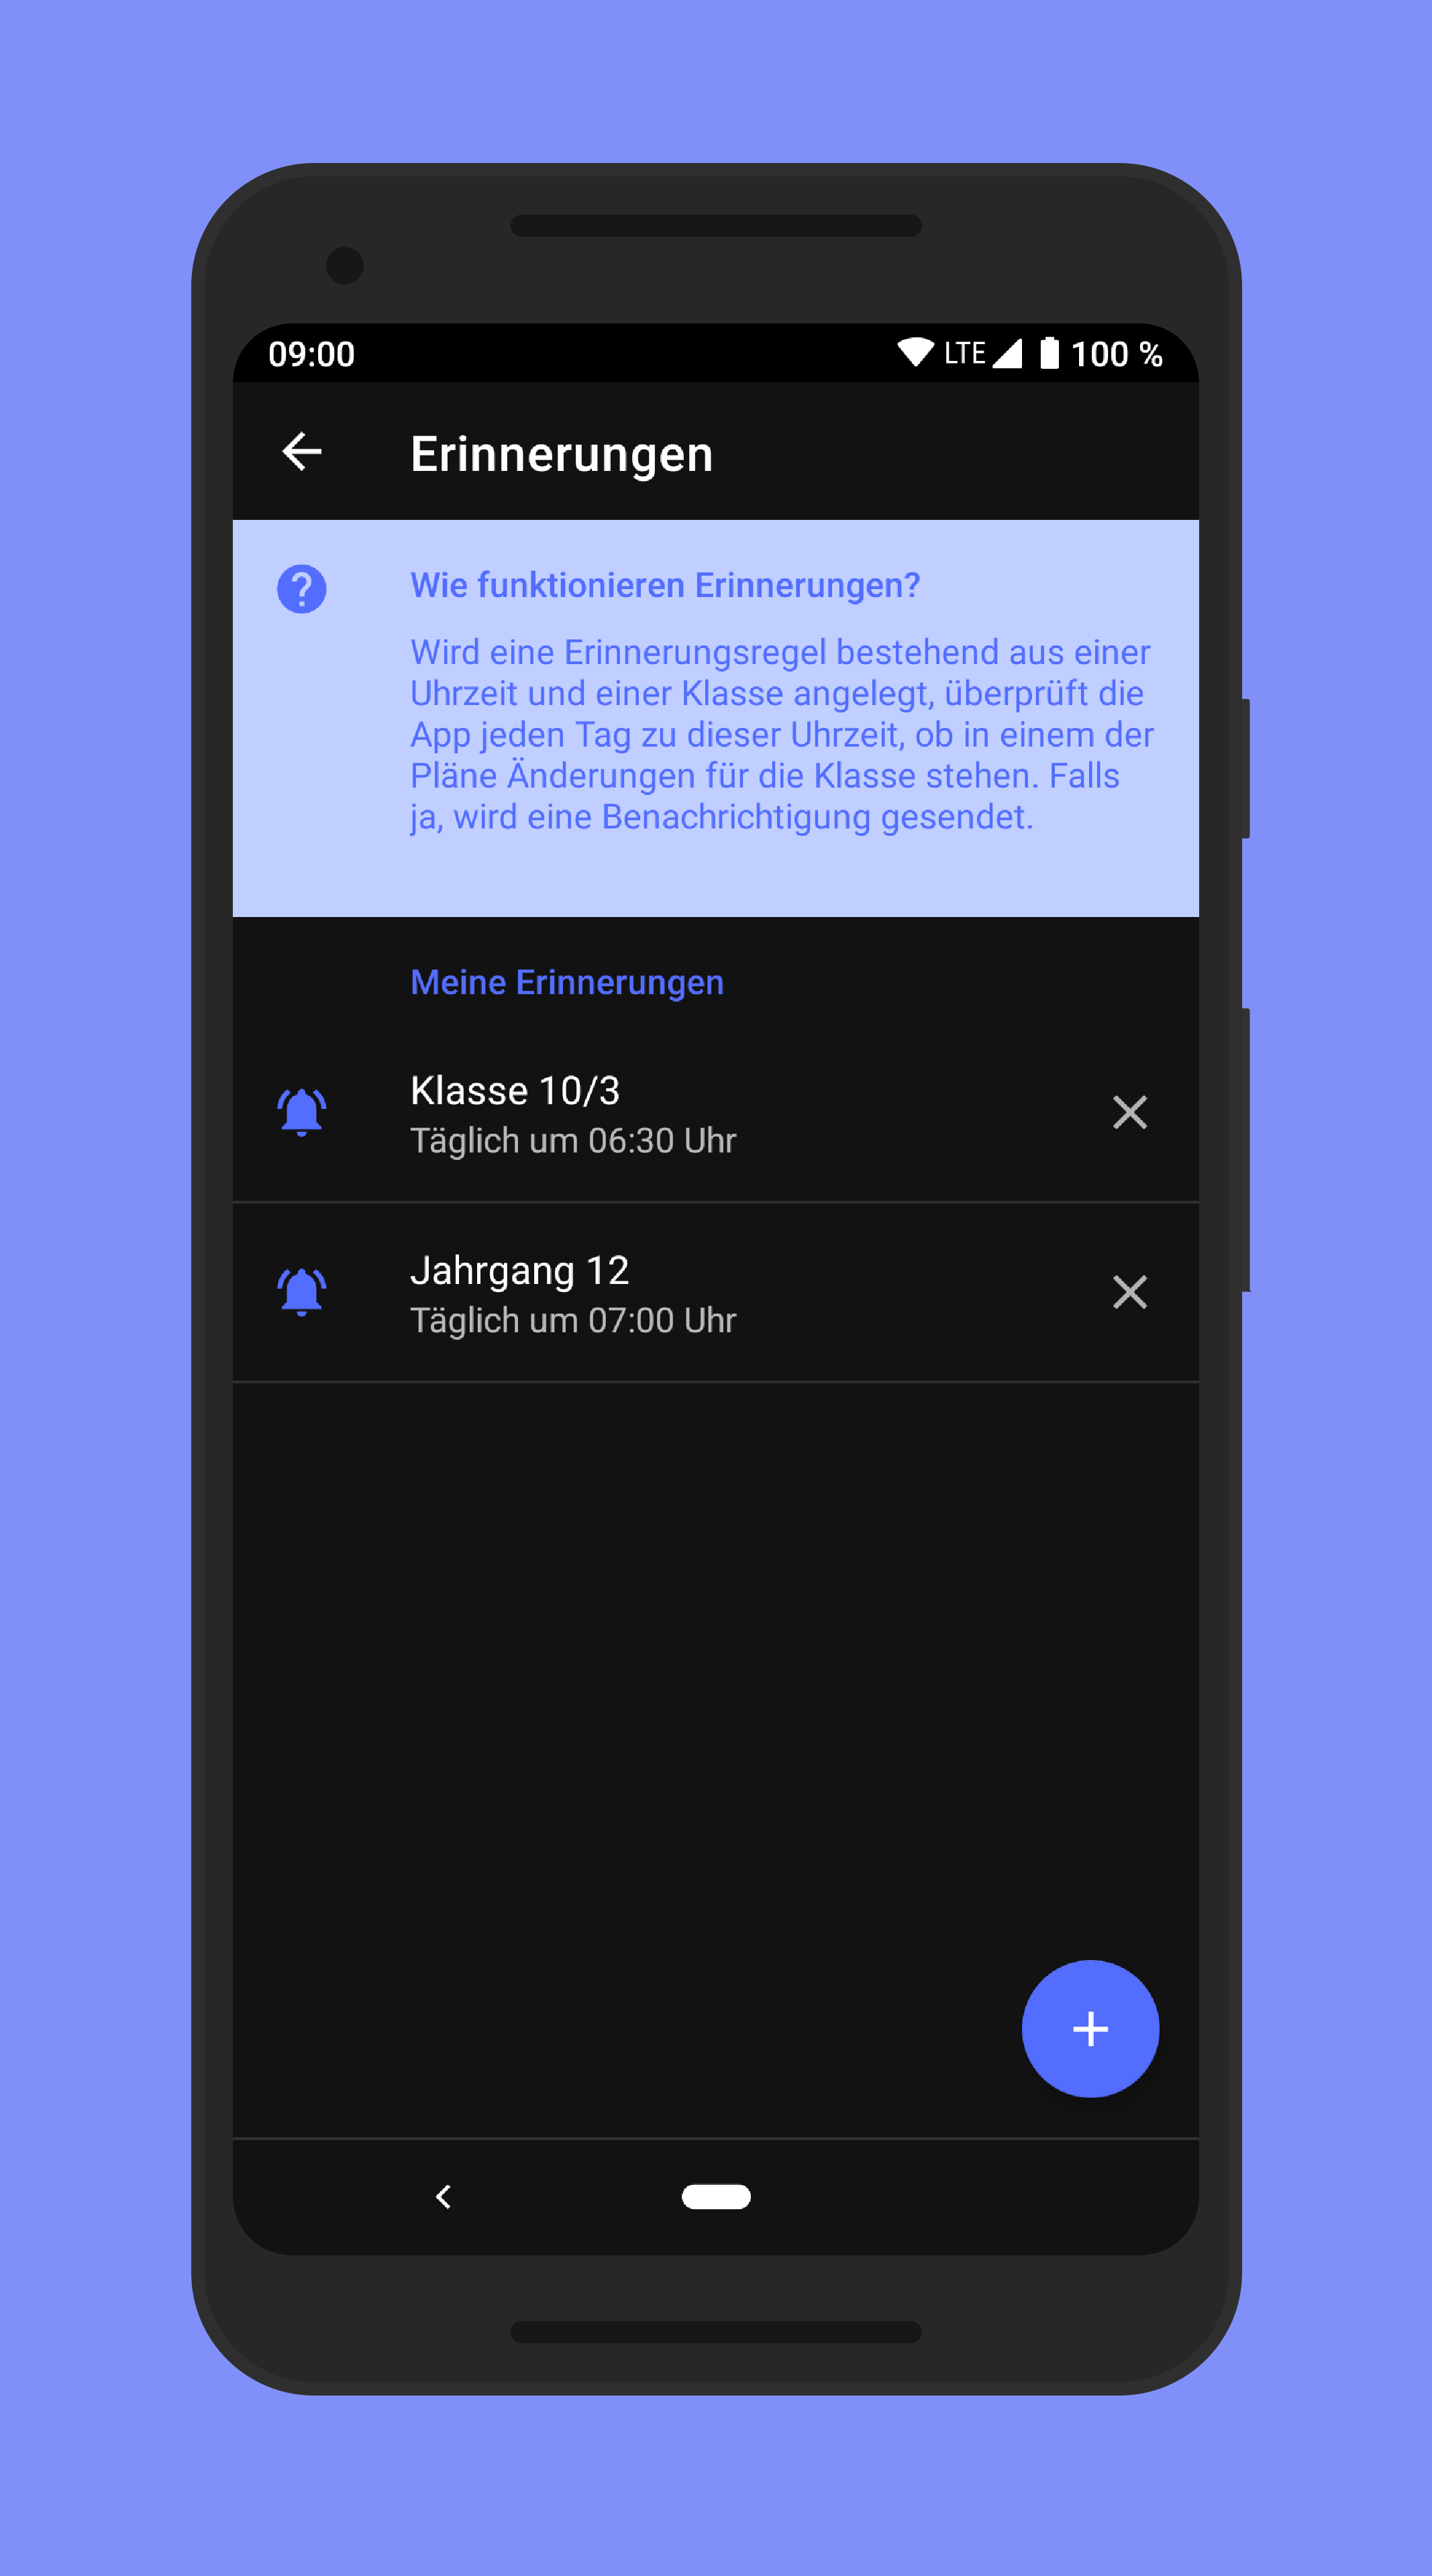 09:00
LTE 100 %
Erinnerungen
Wie funktionieren Erinnerungen?
Wird eine Erinnerungsregel bestehend aus einer
Uhrzeit und einer Klasse angelegt, überprüft die
App jeden Tag zu dieser Uhrzeit, ob in einem der
Pläne Änderungen für die Klasse stehen. Falls
ja, wird eine Benachrichtigung gesendet.
Meine Erinnerungen
Klasse 10/3
Täglich um 06:30 Uhr
Jahrgang 12
Täglich um 07:00 Uhr